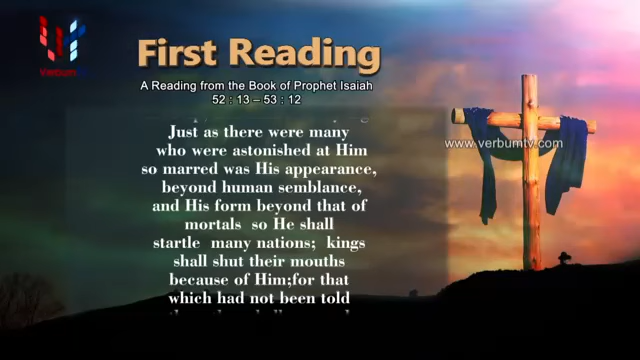 VerbumTV
First Reading
A Reading from the Book of Prophet Isaiah
52 : 13 – 53 : 12
Just as there were many
who were astonished at Him
so marred was His appearance,
beyond human semblance,
and His form beyond that of
mortals so He shall
startle many nations; kings
shall shut their mouths
because of Him;for that
which had not been told
www.verbumtv.com